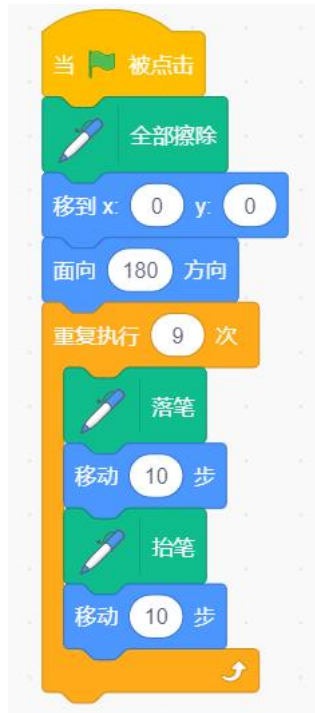 当 被点击
全部擦除
移到 x: 0 y: 0
面向 180 方向
重复执行 9 次
落笔
移动 10 步
抬笔
移动 10 步